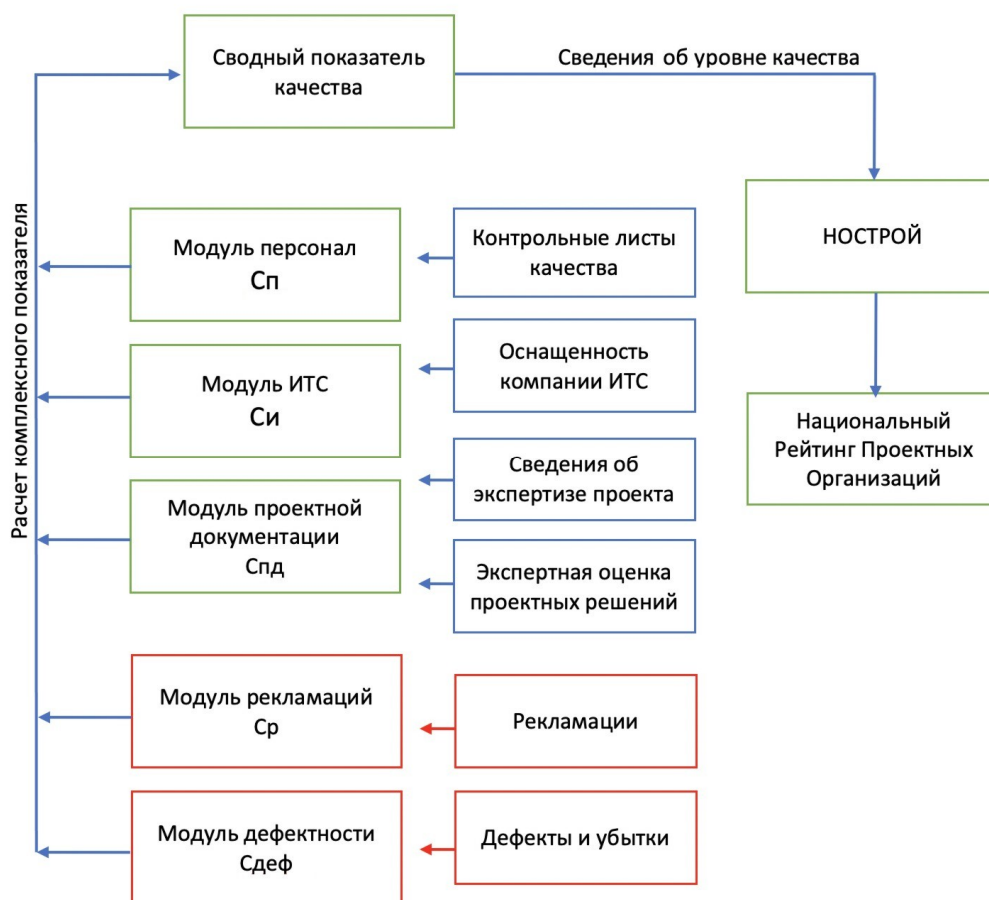 Сводный показатель
качества
Сведения об уровне качества
НОСТРОЙ
Национальный
Рейтинг Проектных
Организаций
Расчет комплексного показателя
Модуль персонал
Сп
Контрольные листы
качества
Модуль ИТС
Си
Оснащенность
компании ИТС
Модуль проектной
документации
Спд
Сведения об
экспертизе проекта
Экспертная оценка
проектных решений
Модуль рекламаций
Ср
Рекламации
Модуль дефектности
Сдеф
Дефекты и убытки